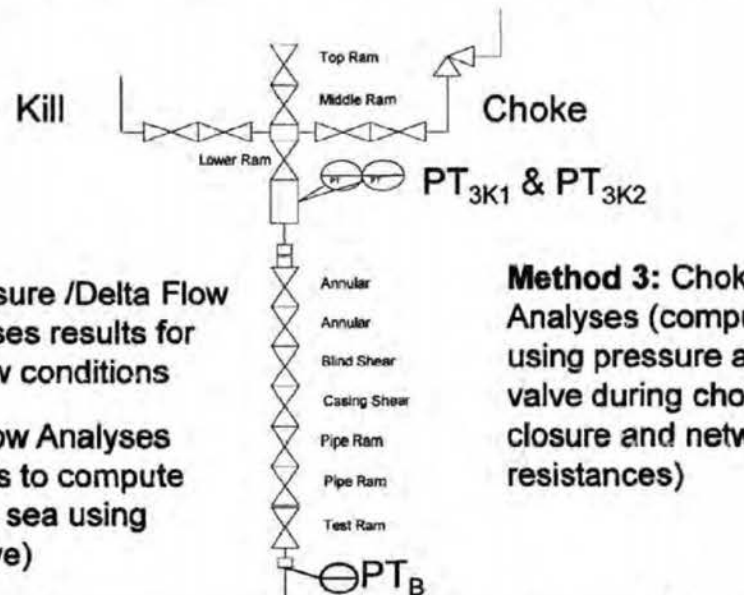 Top Ram
Kill
Middle Ram
Choke
Lower Ram
PT PT
PT3K1 & PT3K2
sure /Delta Flow
ses results for
w conditions
ow Analyses
s to compute
sea using
e)
Annular
Annular
Blind Shear
Casing Shear
Pipe Ram
Pipe Ram
Test Ram
PTB
Method 3: Chok
Analyses (compu
using pressure a
valve during cho
closure and netw
resistances)